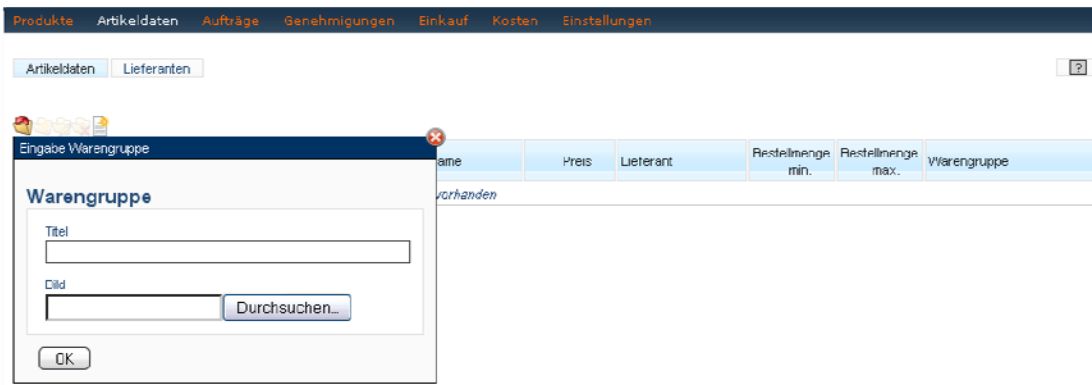 Produkte Artikeldaten Aufträge Genehmigungen Einkauf Kosten Einstellungen
Artikeldaten Lieferanten
?
Eingabe Warengruppe
ame Preis Lieferant Bestellmenge min. Bestellmenge max. Warengruppe
vorhanden
Warengruppe
Titel
Bild
Durchsuchen...
OK